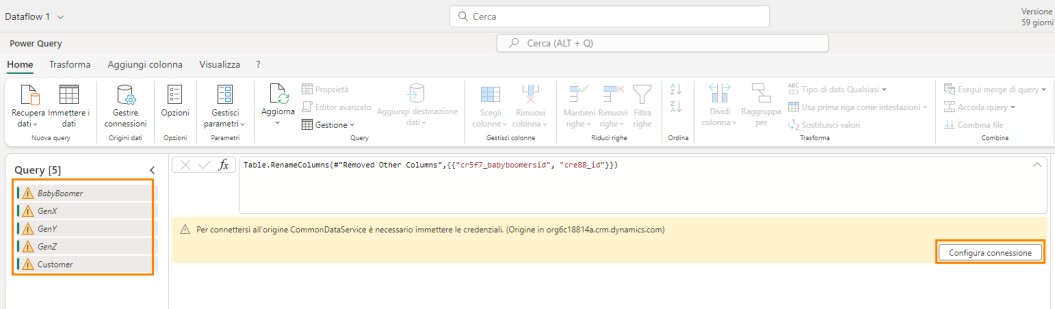 Dataflow 1
Cerca
Versione
59 giorni
Power Query
Cerca (ALT + Q)
Home Trasforma Aggiungi colonna Visualizza ?
Recupera dati
Immettere i dati
Nuova query
Gestire connessioni
Origini dati
Opzioni
Opzioni
Gestisci parametri
Parametri
Aggiorna
Proprietà
Editor avanzato
Gestione
Query
Aggiungi destinazione dati
Scegli colonne
Rimuovi colonne
Gestisci colonne
Mantieni righe
Rimuovi righe
Filtra righe
Riduci righe
Ordina
Dividi colonna
Raggruppa per
ABC 123 Tipo di dati Qualsiasi
Usa prima riga come intestazioni
Sostituisci valori
Trasforma
Esegui merge di query
Accoda query
Combina file
Combina
Query [5]
fx
Table.RenameColumns(#"Removed Other Columns",{{"cr5f7_babyboomersid", "cre88_id"}})
BabyBoomer
GenX
GenY
GenZ
Customer
Per connettersi all'origine CommonDataService è necessario immettere le credenziali. (Origine in org6c18814a.crm.dynamics.com)
Configura connessione